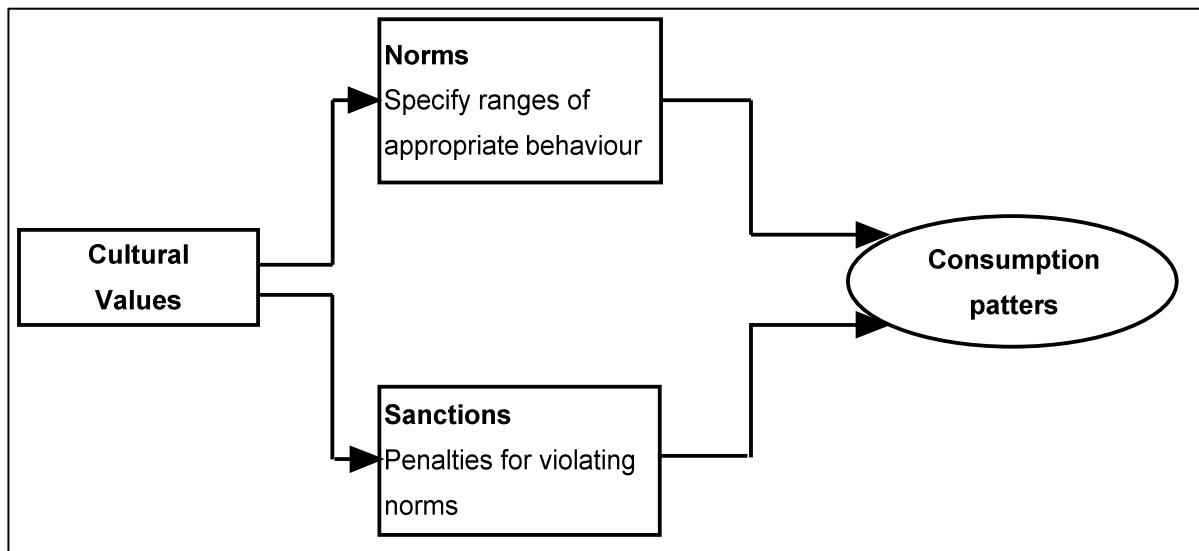 Norms
Specify ranges of
appropriate behaviour
Cultural
Values
Consumption
patters
Sanctions
Penalties for violating
norms